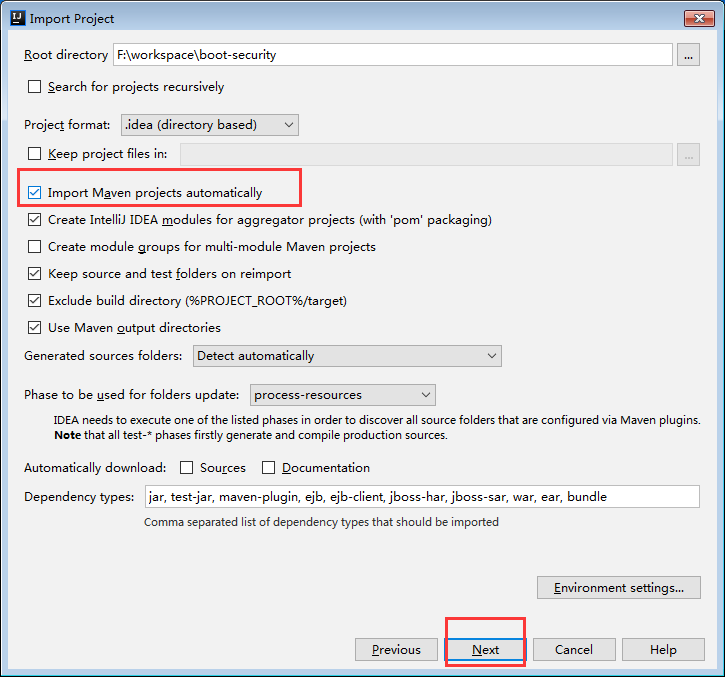 IJ Import Project
Root directory F:\workspace\boot-security ...
Search for projects recursively
Project format: .idea (directory based)
Keep project files in: ...
Import Maven projects automatically
Create IntelliJ IDEA modules for aggregator projects (with 'pom' packaging)
Create module groups for multi-module Maven projects
Keep source and test folders on reimport
Exclude build directory (%PROJECT_ROOT%/target)
Use Maven output directories
Generated sources folders: Detect automatically
Phase to be used for folders update: process-resources
IDEA needs to execute one of the listed phases in order to discover all source folders that are configured via Maven plugins.
Note that all test-* phases firstly generate and compile production sources.
Automatically download: Sources Documentation
Dependency types: jar, test-jar, maven-plugin, ejb, ejb-client, jboss-har, jboss-sar, war, ear, bundle
Comma separated list of dependency types that should be imported
Environment settings...
Previous Next Cancel Help